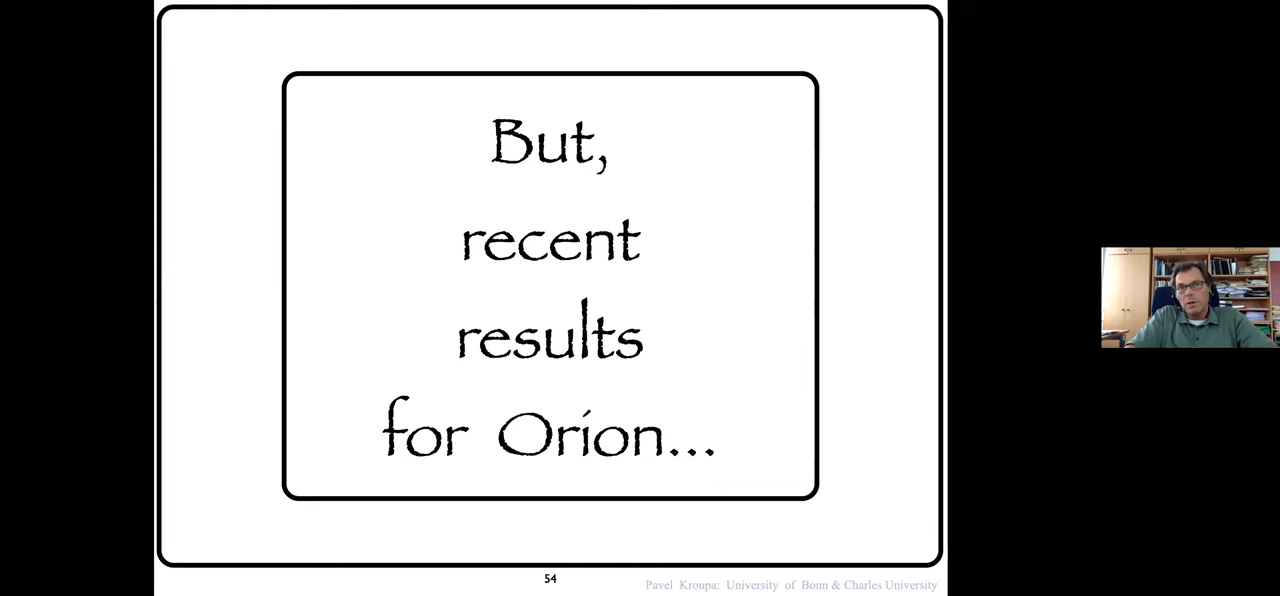 But,
recent
results
for Orion...
54
Pavel Kroupa: University of Bonn & Charles University